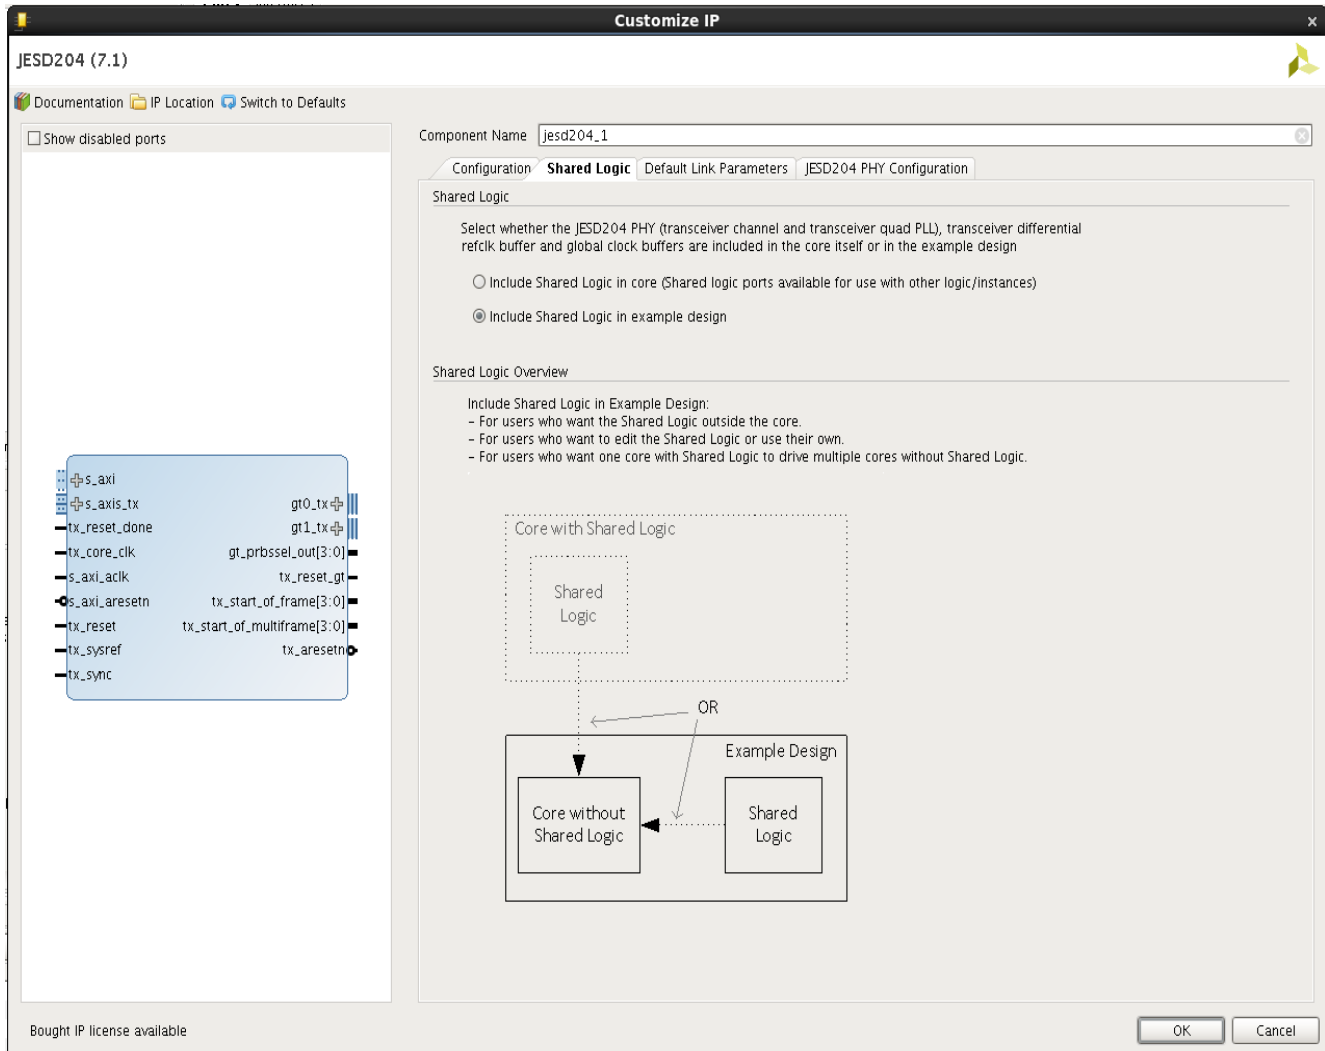 Customize IP
JESD204 (7.1)
Documentation IP Location Switch to Defaults
Show disabled ports
Component Name jesd204_1
Configuration Shared Logic Default Link Parameters JESD204 PHY Configuration
Shared Logic
Select whether the JESD204 PHY (transceiver channel and transceiver quad PLL), transceiver differential
refclk buffer and global clock buffers are included in the core itself or in the example design
Include Shared Logic in core (Shared logic ports available for use with other logic/instances)
Include Shared Logic in example design
Shared Logic Overview
Include Shared Logic in Example Design:
– For users who want the Shared Logic outside the core.
– For users who want to edit the Shared Logic or use their own.
– For users who want one core with Shared Logic to drive multiple cores without Shared Logic.
s_axi
s_axis_tx
tx_reset_done
tx_core_clk
s_axi_aclk
s_axi_aresetn
tx_reset
tx_sysref
tx_sync
gt0_tx
gt1_tx
gt_prbssel_out[3:0]
tx_reset_gt
tx_start_of_frame[3:0]
tx_start_of_multiframe[3:0]
tx_aresetn
Core with Shared Logic
Shared
Logic
OR
Example Design
Core without
Shared Logic
Shared
Logic
Bought IP license available
OK Cancel